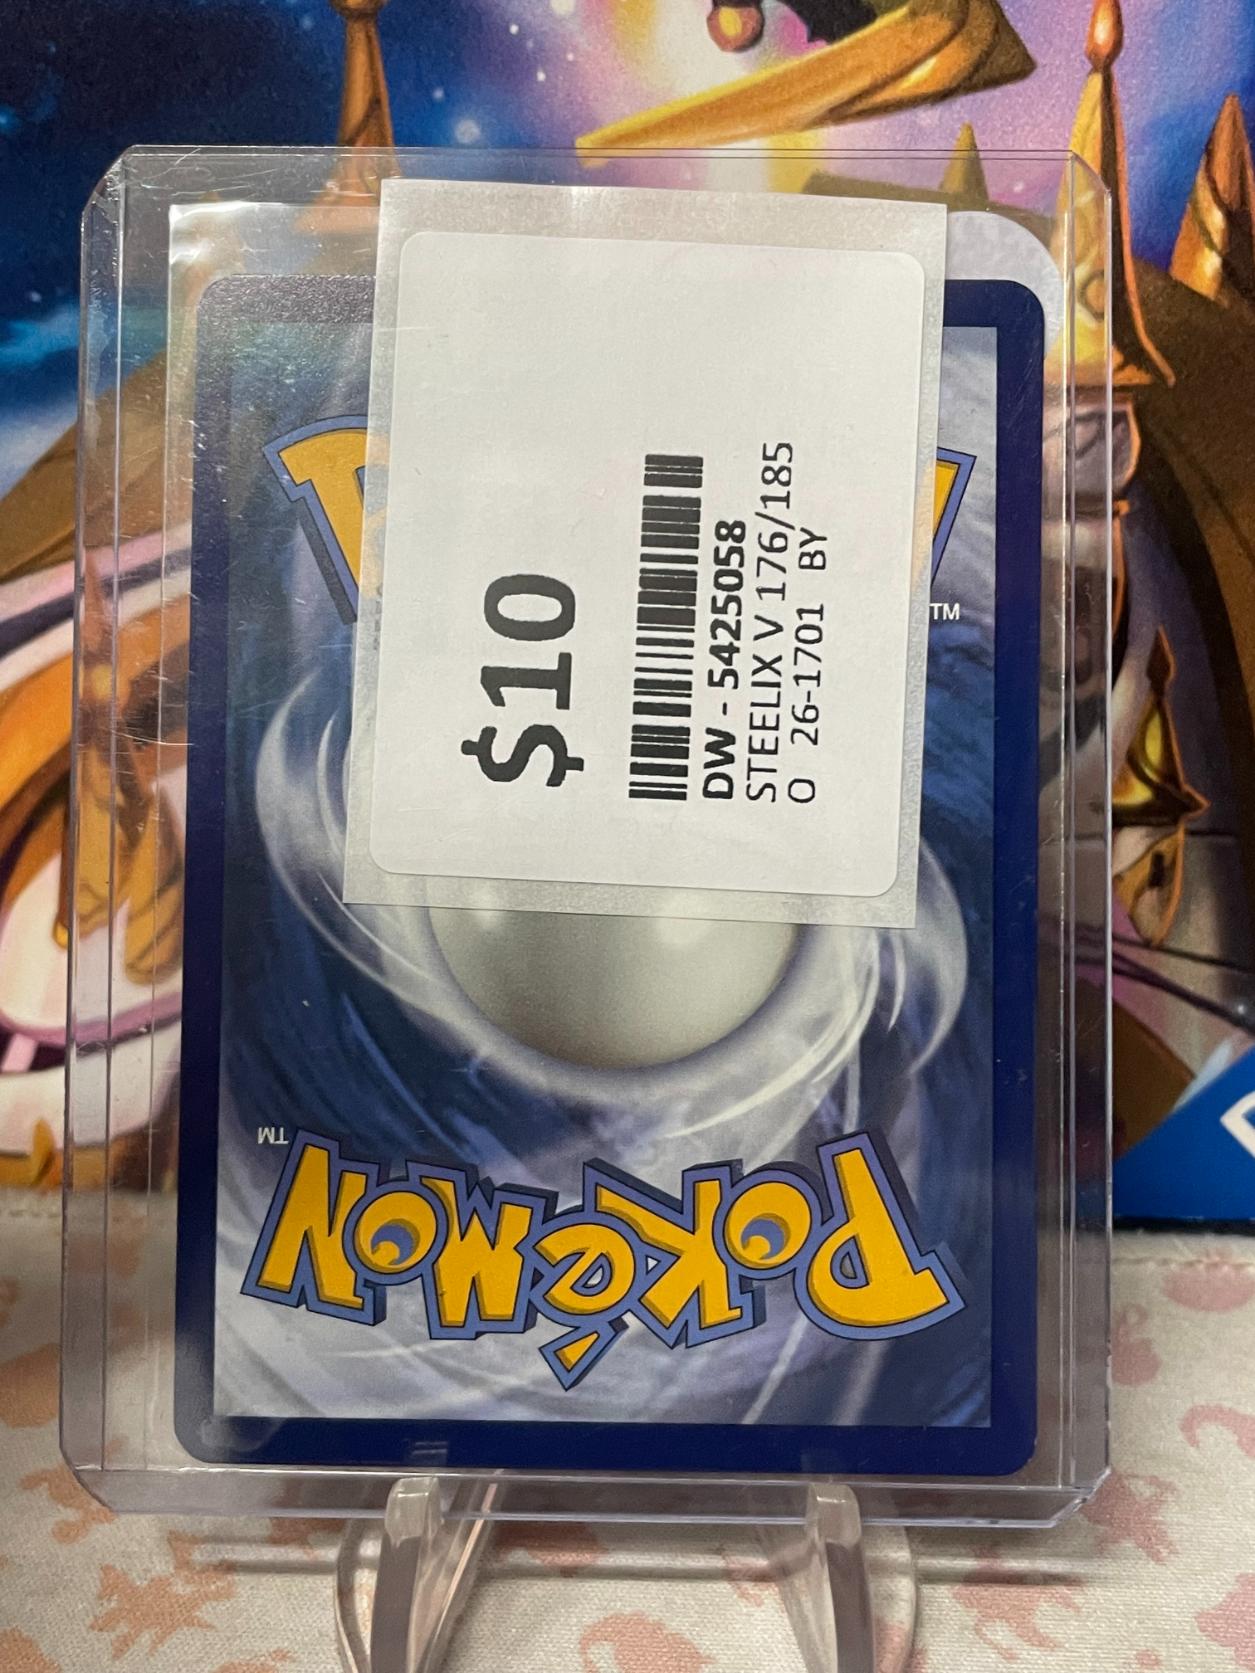 $10
DW - 5425058
STEELIX V 176/185
O 26-1701 BY
TM
TM
POKéMON